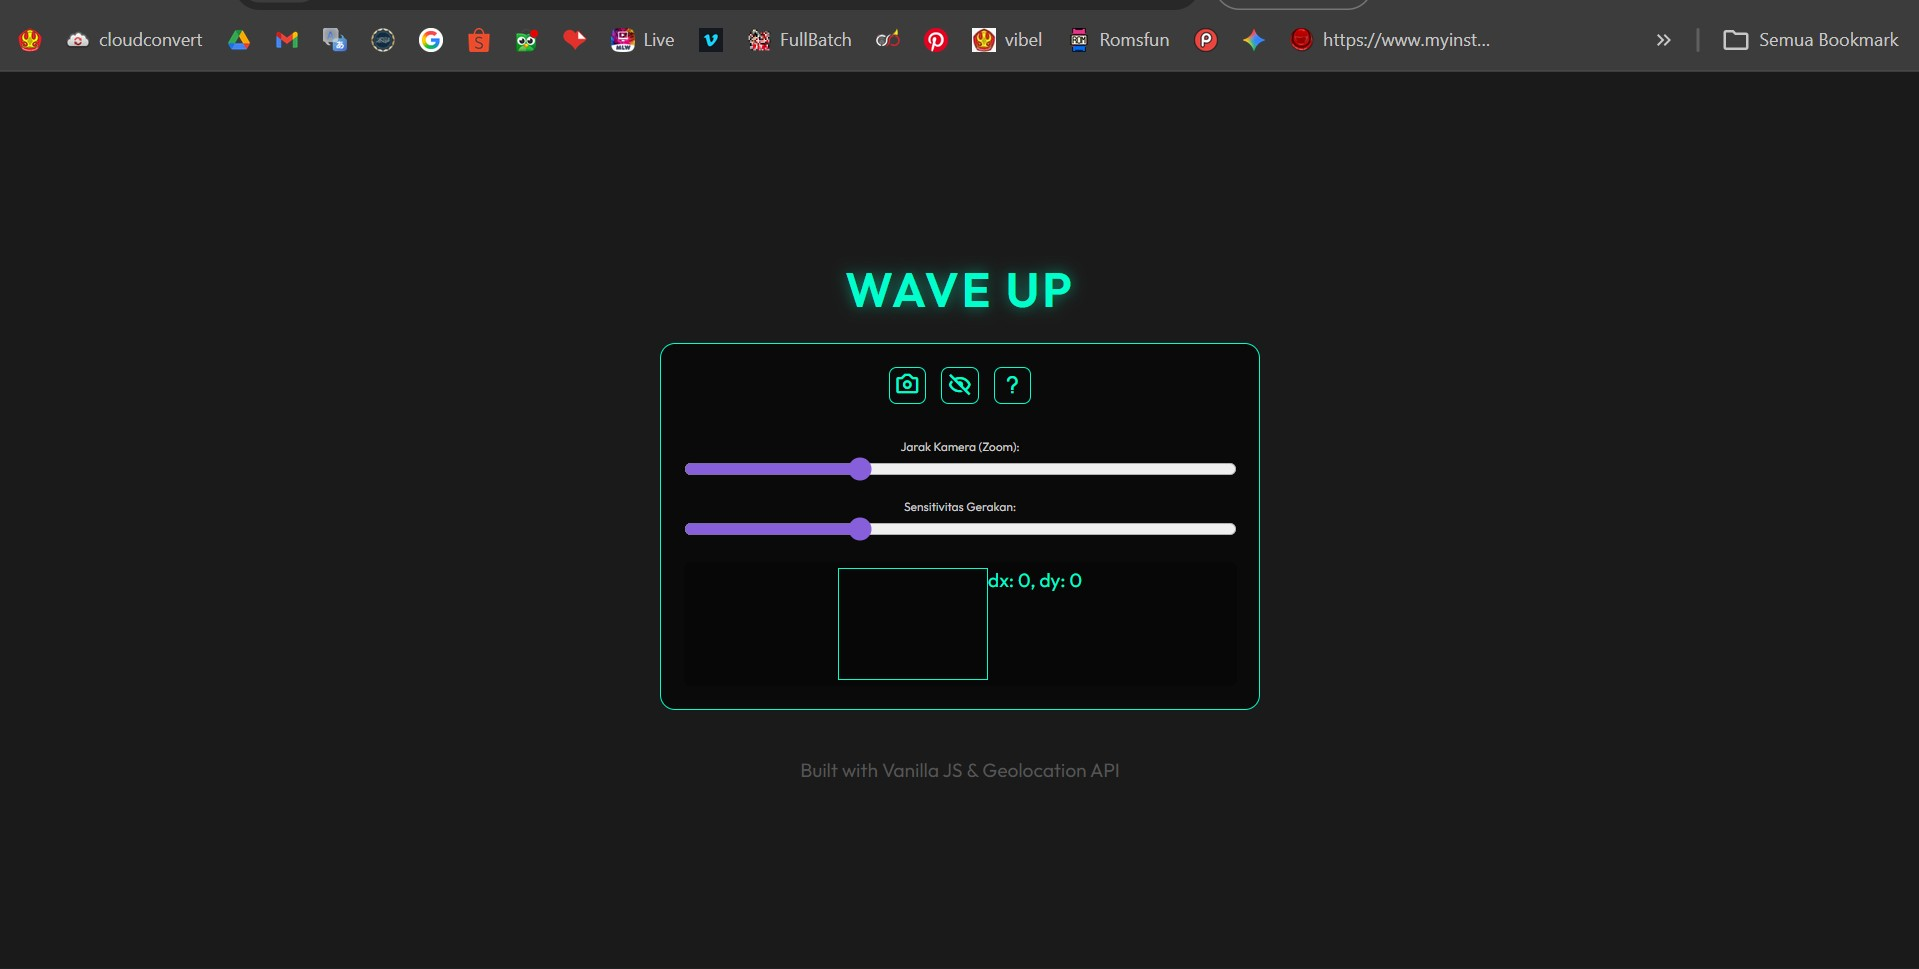 cloudconvert
Live
FullBatch
vibel
Romsfun
https://www.myinst...
Semua Bookmark
WAVE UP
?
Jarak Kamera (Zoom):
Sensitivitas Gerakan:
dx: 0, dy: 0
Built with Vanilla JS & Geolocation API